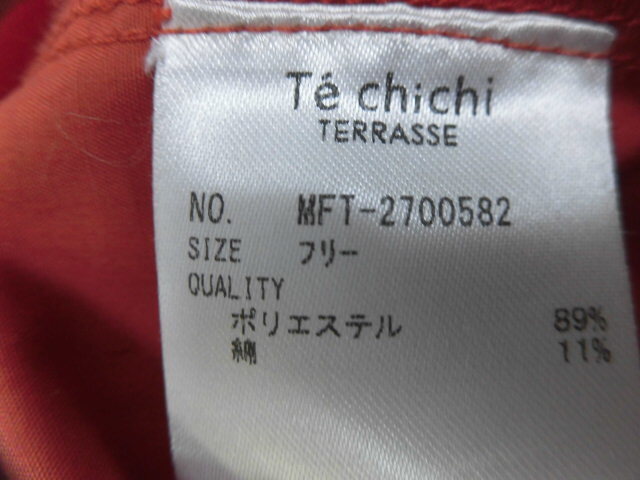 Té chichi
TERRASSE
NO. MFT-2700582
SIZE フリー
QUALITY
ポリエステル 89%
綿 11%